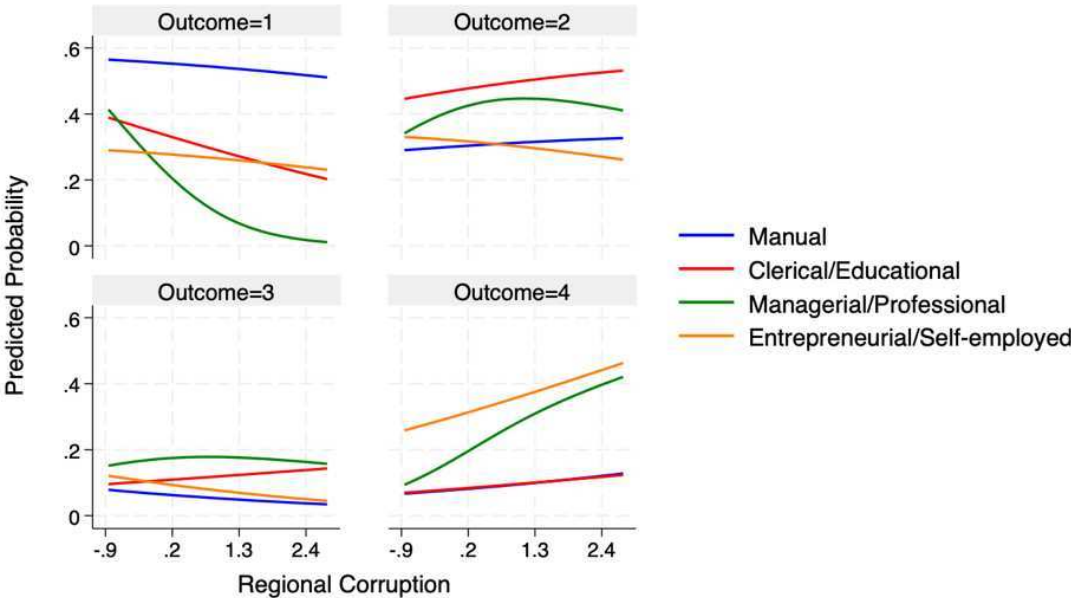 Outcome=1
Outcome=2
.6
.4
.2
0
Outcome=3
Outcome=4
.6
.4
.2
0
-.9 .2 1.3 2.4
-.9 .2 1.3 2.4
Predicted Probability
Regional Corruption
Manual
Clerical/Educational
Managerial/Professional
Entrepreneurial/Self-employed